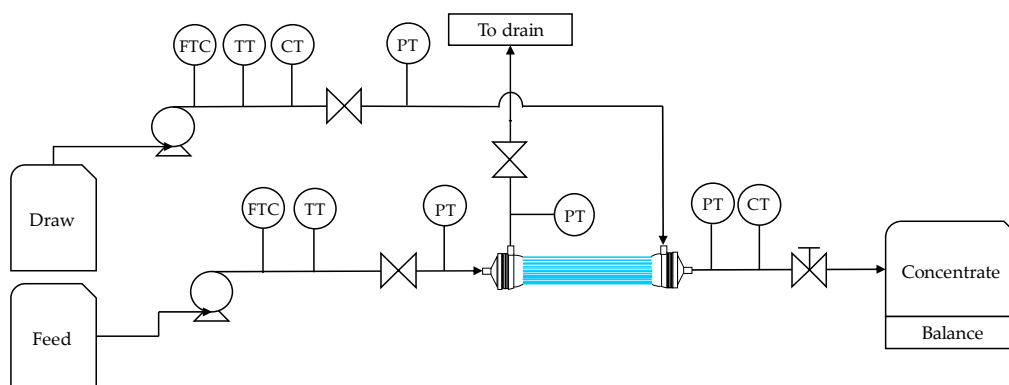 To drain
FTC
TT
CT
PT
Draw
FTC
TT
PT
PT
PT
CT
Feed
Concentrate
Balance